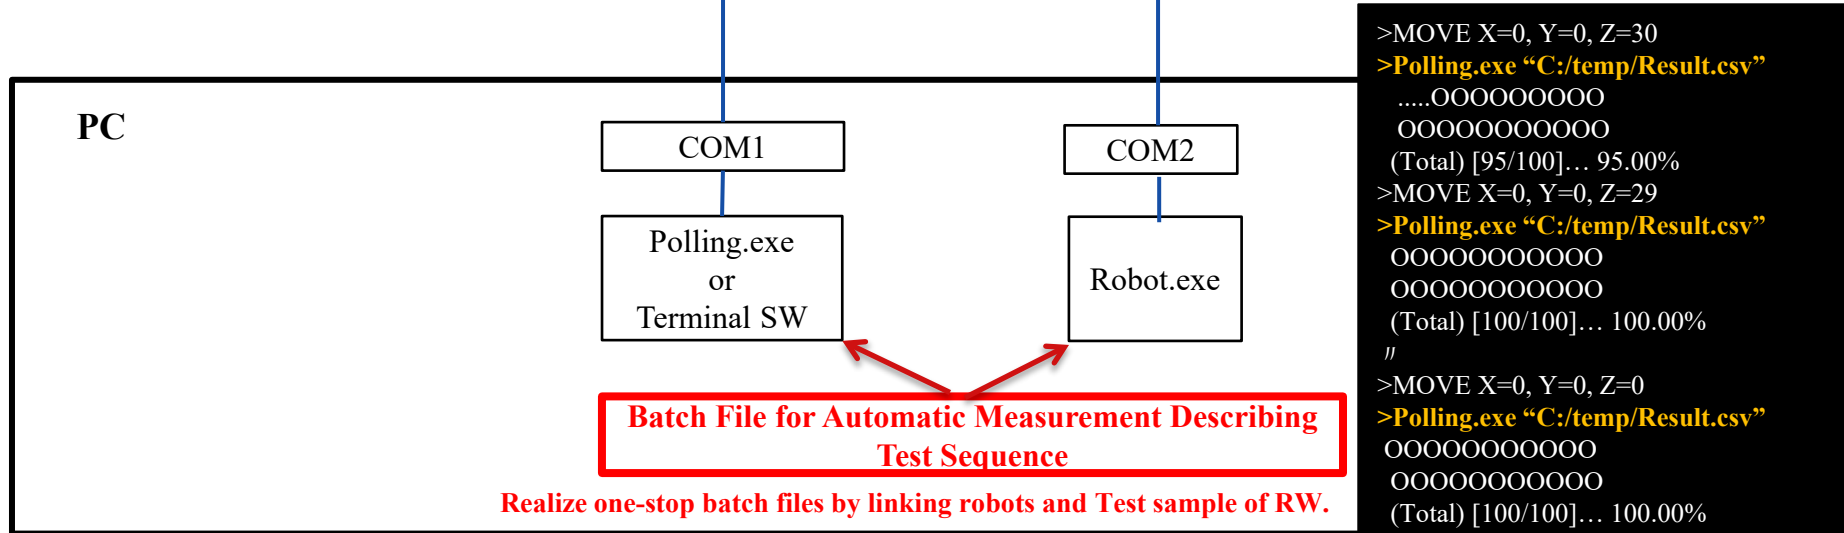 PC
COM1
COM2
Polling.exe
or
Terminal SW
Robot.exe
Batch File for Automatic Measurement Describing
Test Sequence
Realize one-stop batch files by linking robots and Test sample of RW.
>MOVE X=0, Y=0, Z=30
>Polling.exe “C:/temp/Result.csv”
.....OOOOOOOOO
OOOOOOOOOOO
(Total) [95/100]… 95.00%
>MOVE X=0, Y=0, Z=29
>Polling.exe “C:/temp/Result.csv”
OOOOOOOOOOO
OOOOOOOOOOO
(Total) [100/100]… 100.00%
〃
>MOVE X=0, Y=0, Z=0
>Polling.exe “C:/temp/Result.csv”
OOOOOOOOOOO
OOOOOOOOOOO
(Total) [100/100]… 100.00%